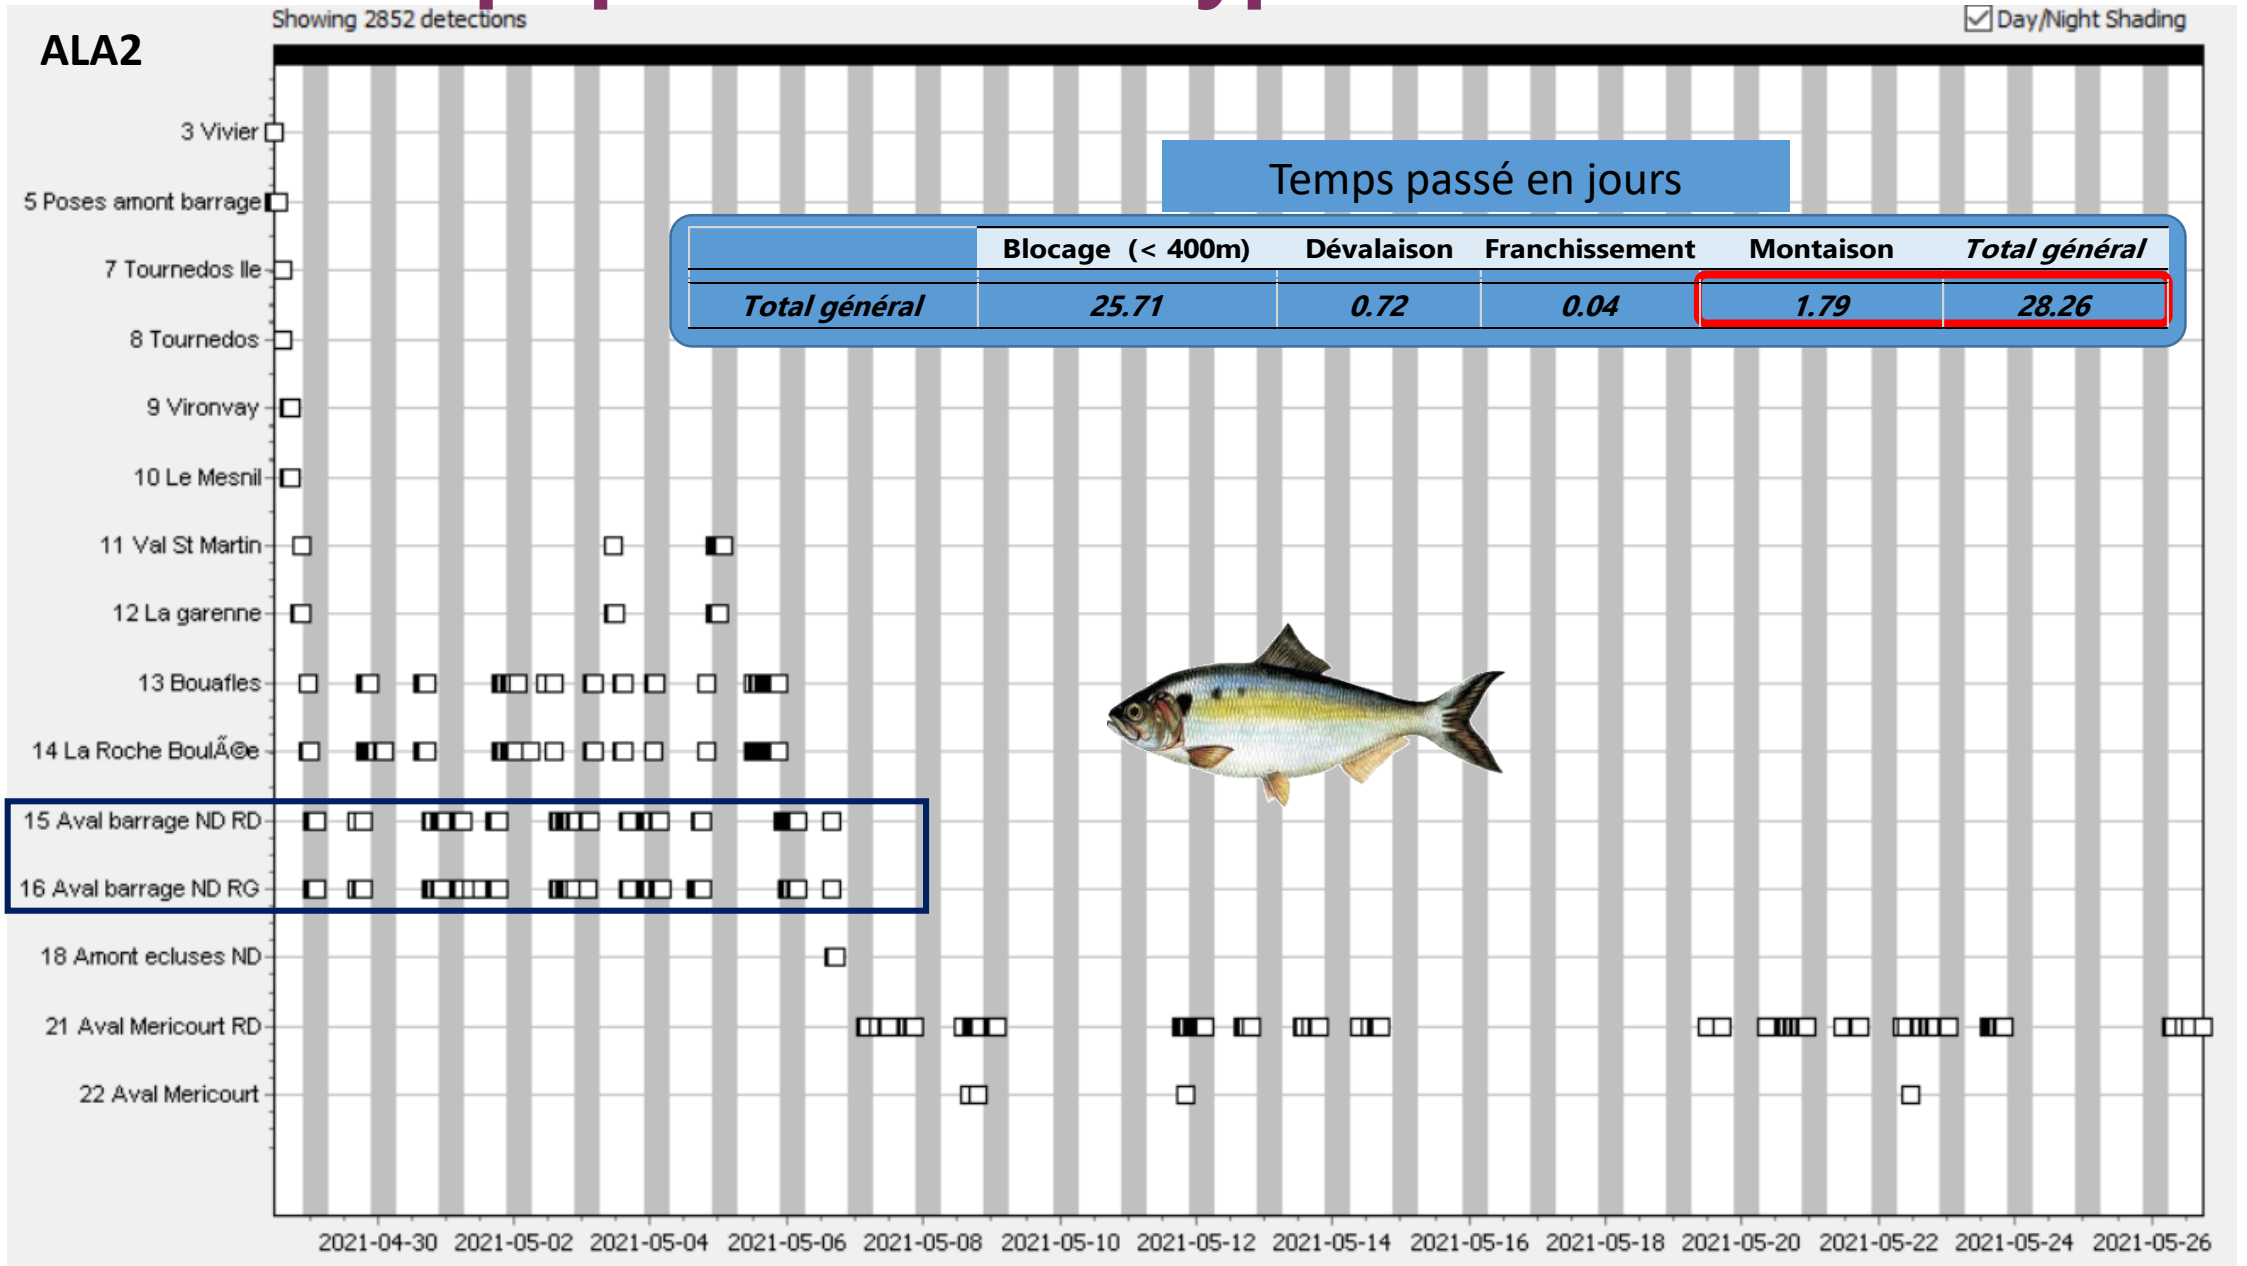 Showing 2852 detections
Day/Night Shading
ALA2
3 Vivier
5 Poses amont barrage
7 Tournedos Ile
8 Tournedos
9 Vironvay
10 Le Mesnil
11 Val St Martin
12 La garenne
13 Bouafles
14 La Roche BoulÃ©e
15 Aval barrage ND RD
16 Aval barrage ND RG
18 Amont ecluses ND
21 Aval Mericourt RD
22 Aval Mericourt
Temps passé en jours
Blocage (< 400m) Dévalaison Franchissement Montaison Total général
Total général 25.71 0.72 0.04 1.79 28.26
2021-04-30 2021-05-02 2021-05-04 2021-05-06 2021-05-08 2021-05-10 2021-05-12 2021-05-14 2021-05-16 2021-05-18 2021-05-20 2021-05-22 2021-05-24 2021-05-26